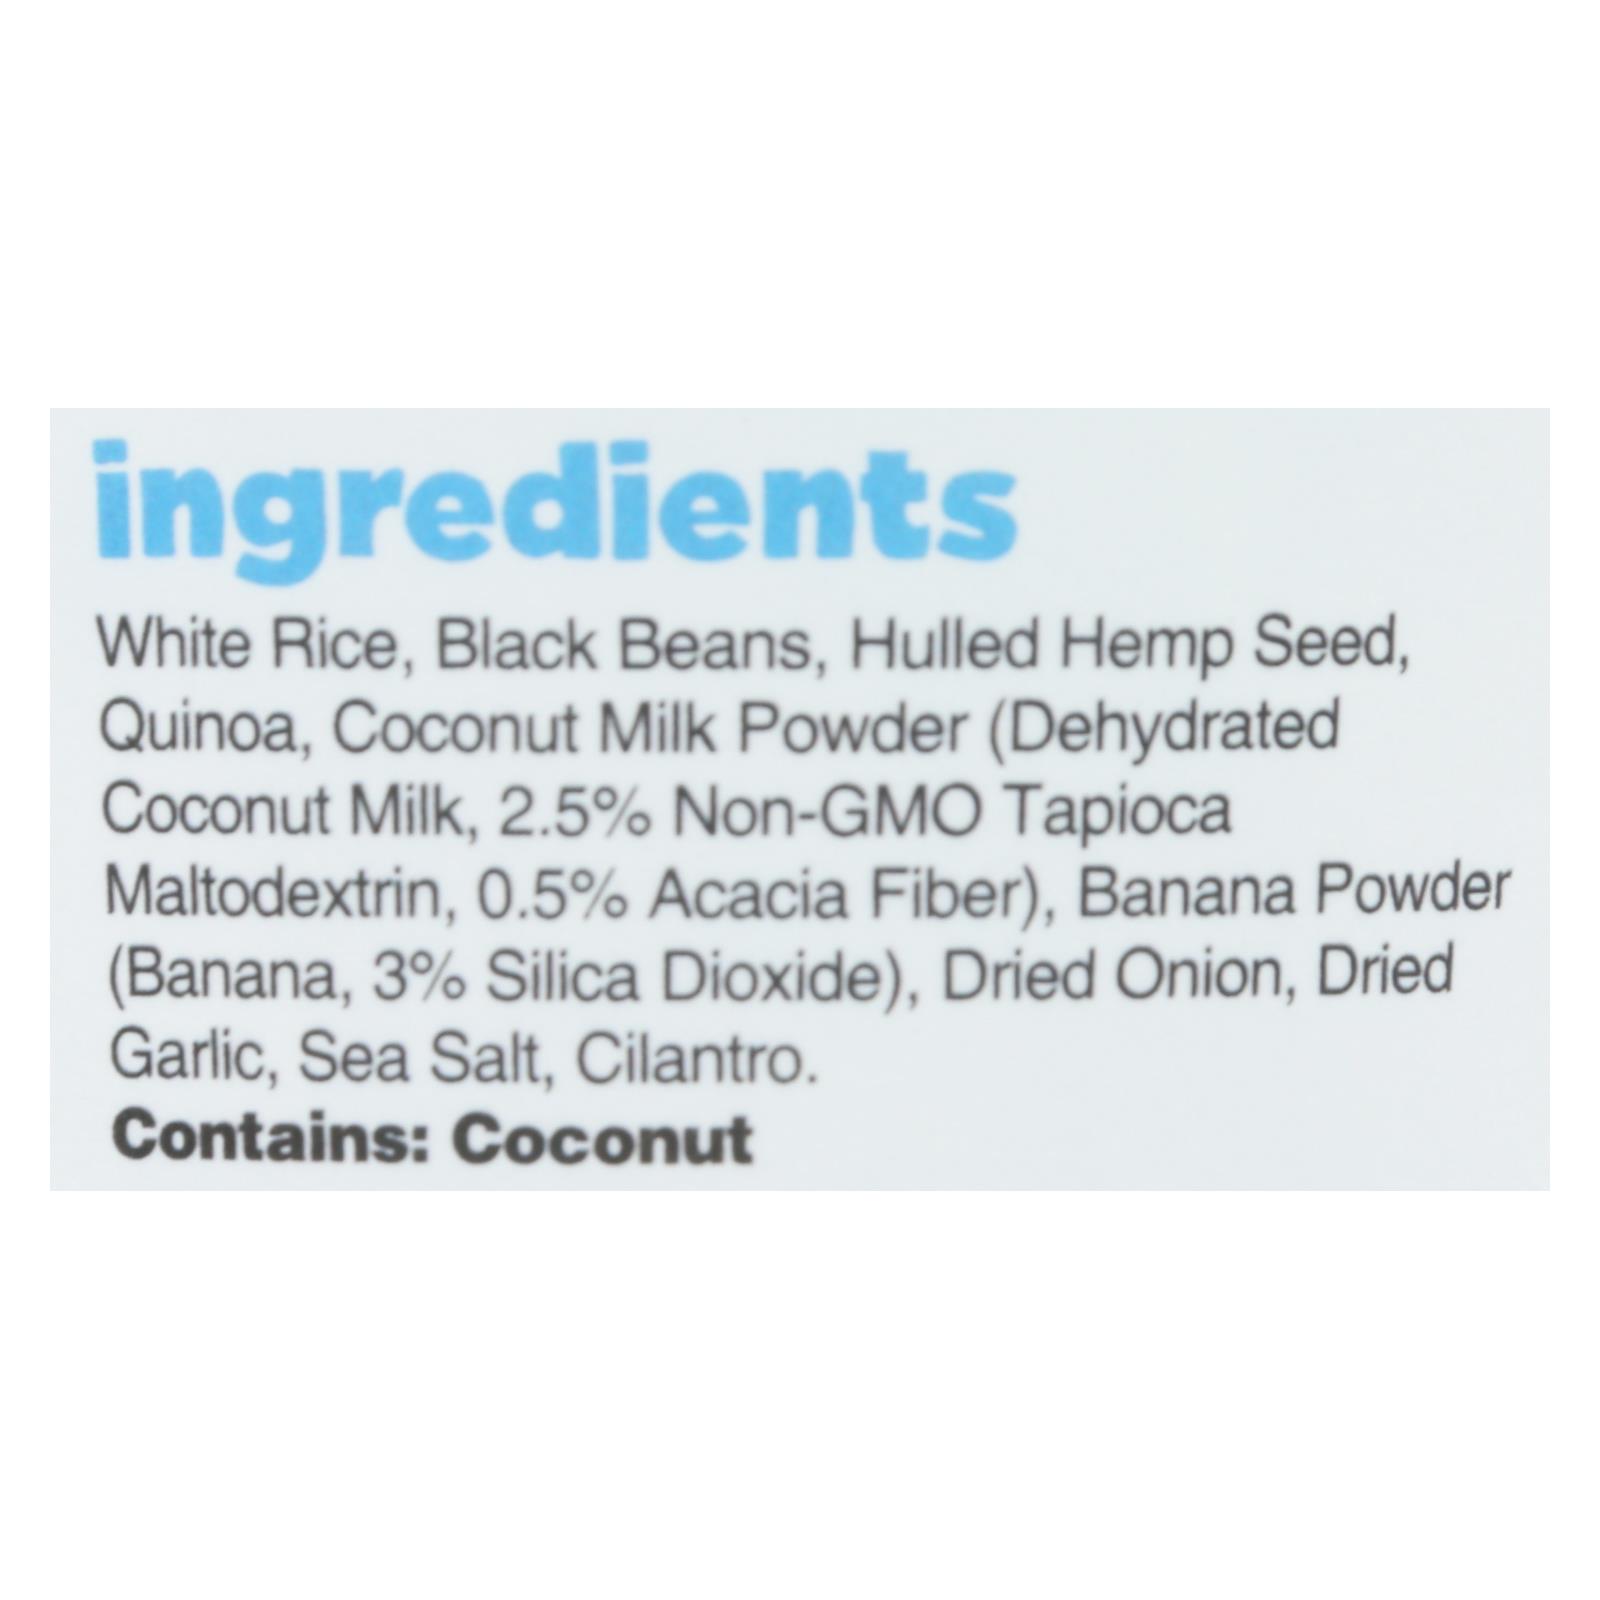 ingredients
White Rice, Black Beans, Hulled Hemp Seed,
Quinoa, Coconut Milk Powder (Dehydrated
Coconut Milk, 2.5% Non-GMO Tapioca
Maltodextrin, 0.5% Acacia Fiber), Banana Powder
(Banana, 3% Silica Dioxide), Dried Onion, Dried
Garlic, Sea Salt, Cilantro.
Contains: Coconut